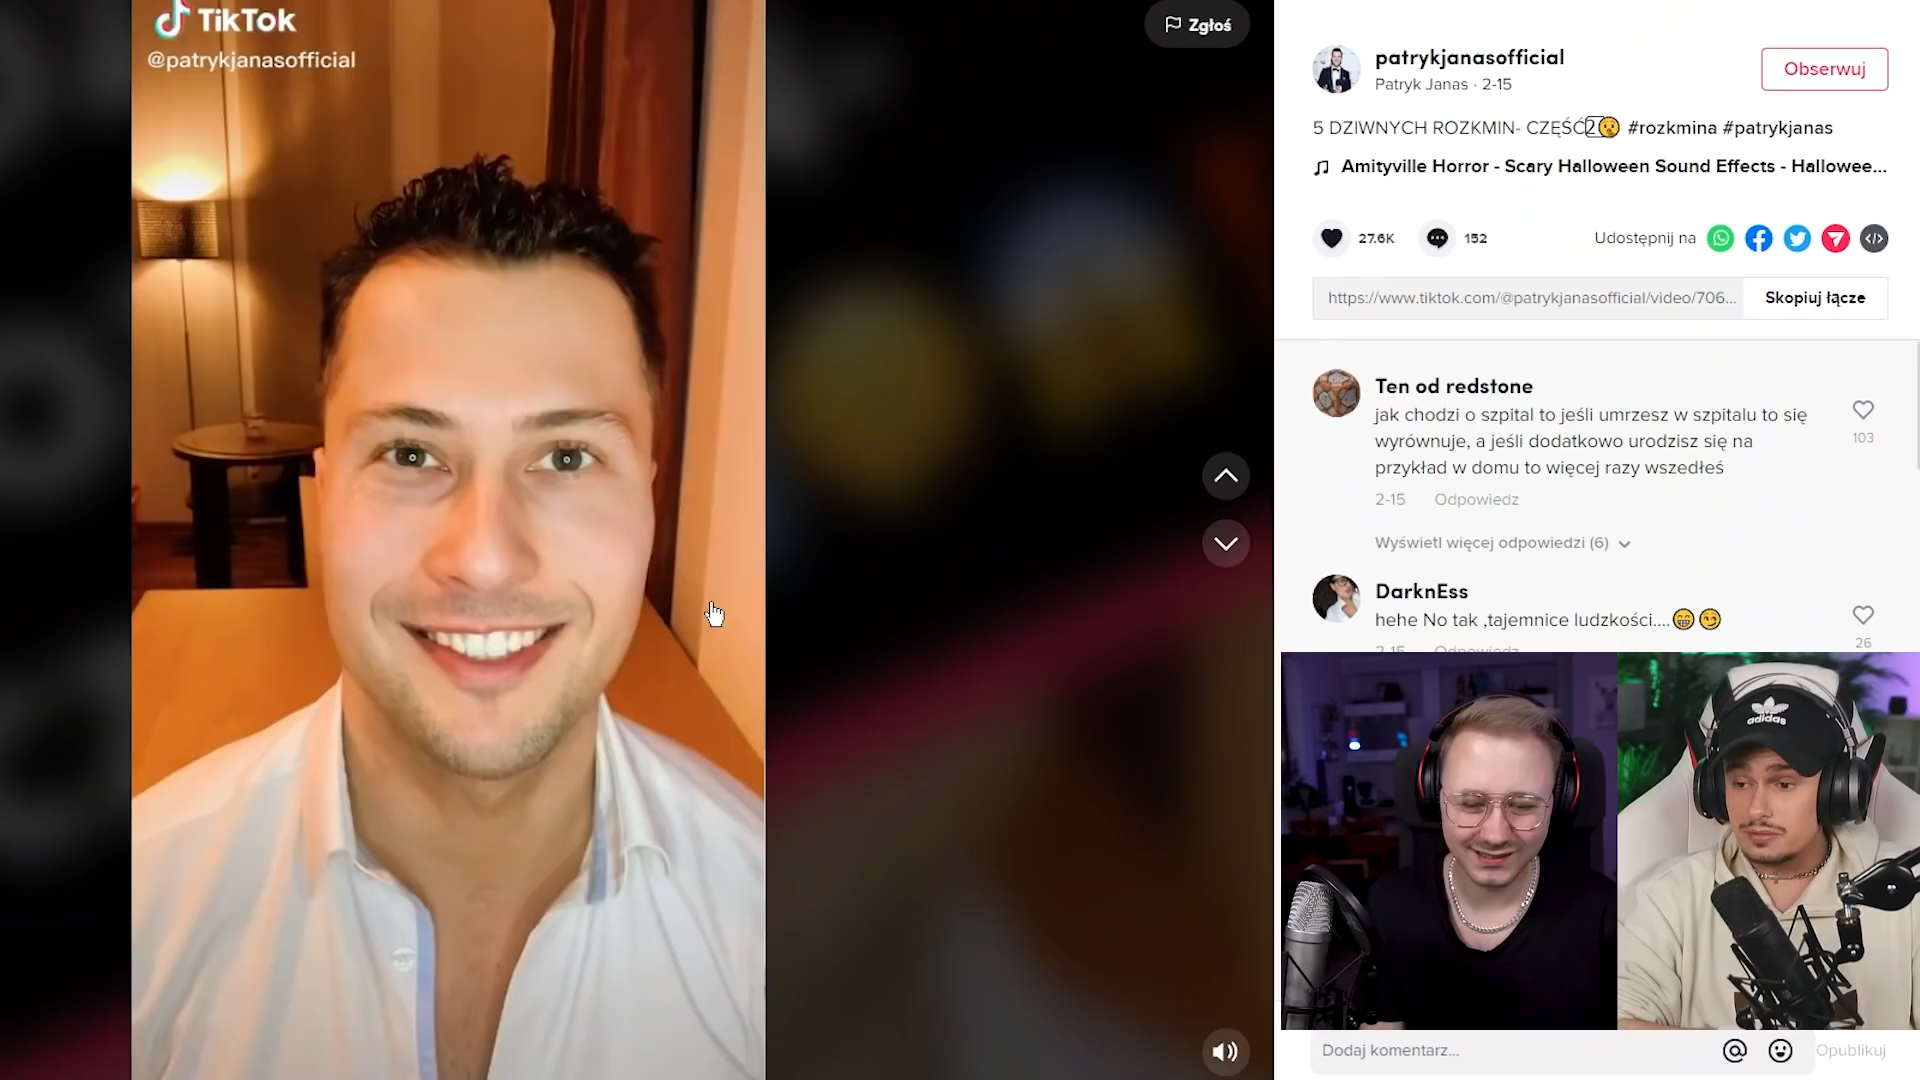 TikTok
@patrykjanasofficial
Zgłoś
patrykjanasofficial
Patryk Janas · 2-15
Obserwuj
5 DZIWNYCH ROZKMIN- CZĘŚĆ2 #rozkmina #patrykjanas
Amityville Horror - Scary Halloween Sound Effects - Hallowee...
27.6K
152
Udostępnij na
https://www.tiktok.com/@patrykjanasofficial/video/706...
Skopiuj łącze
Ten od redstone
jak chodzi o szpital to jeśli umrzesz w szpitalu to się
wyrównuje, a jeśli dodatkowo urodzisz się na
przykład w domu to więcej razy wszedłeś
103
2-15 Odpowiedz
Wyświetl więcej odpowiedzi (6)
DarknEss
hehe No tak ,tajemnice ludzkości....😁😏
26
2-15 Odpowiedz
adidas
Dodaj komentarz...
Opublikuj